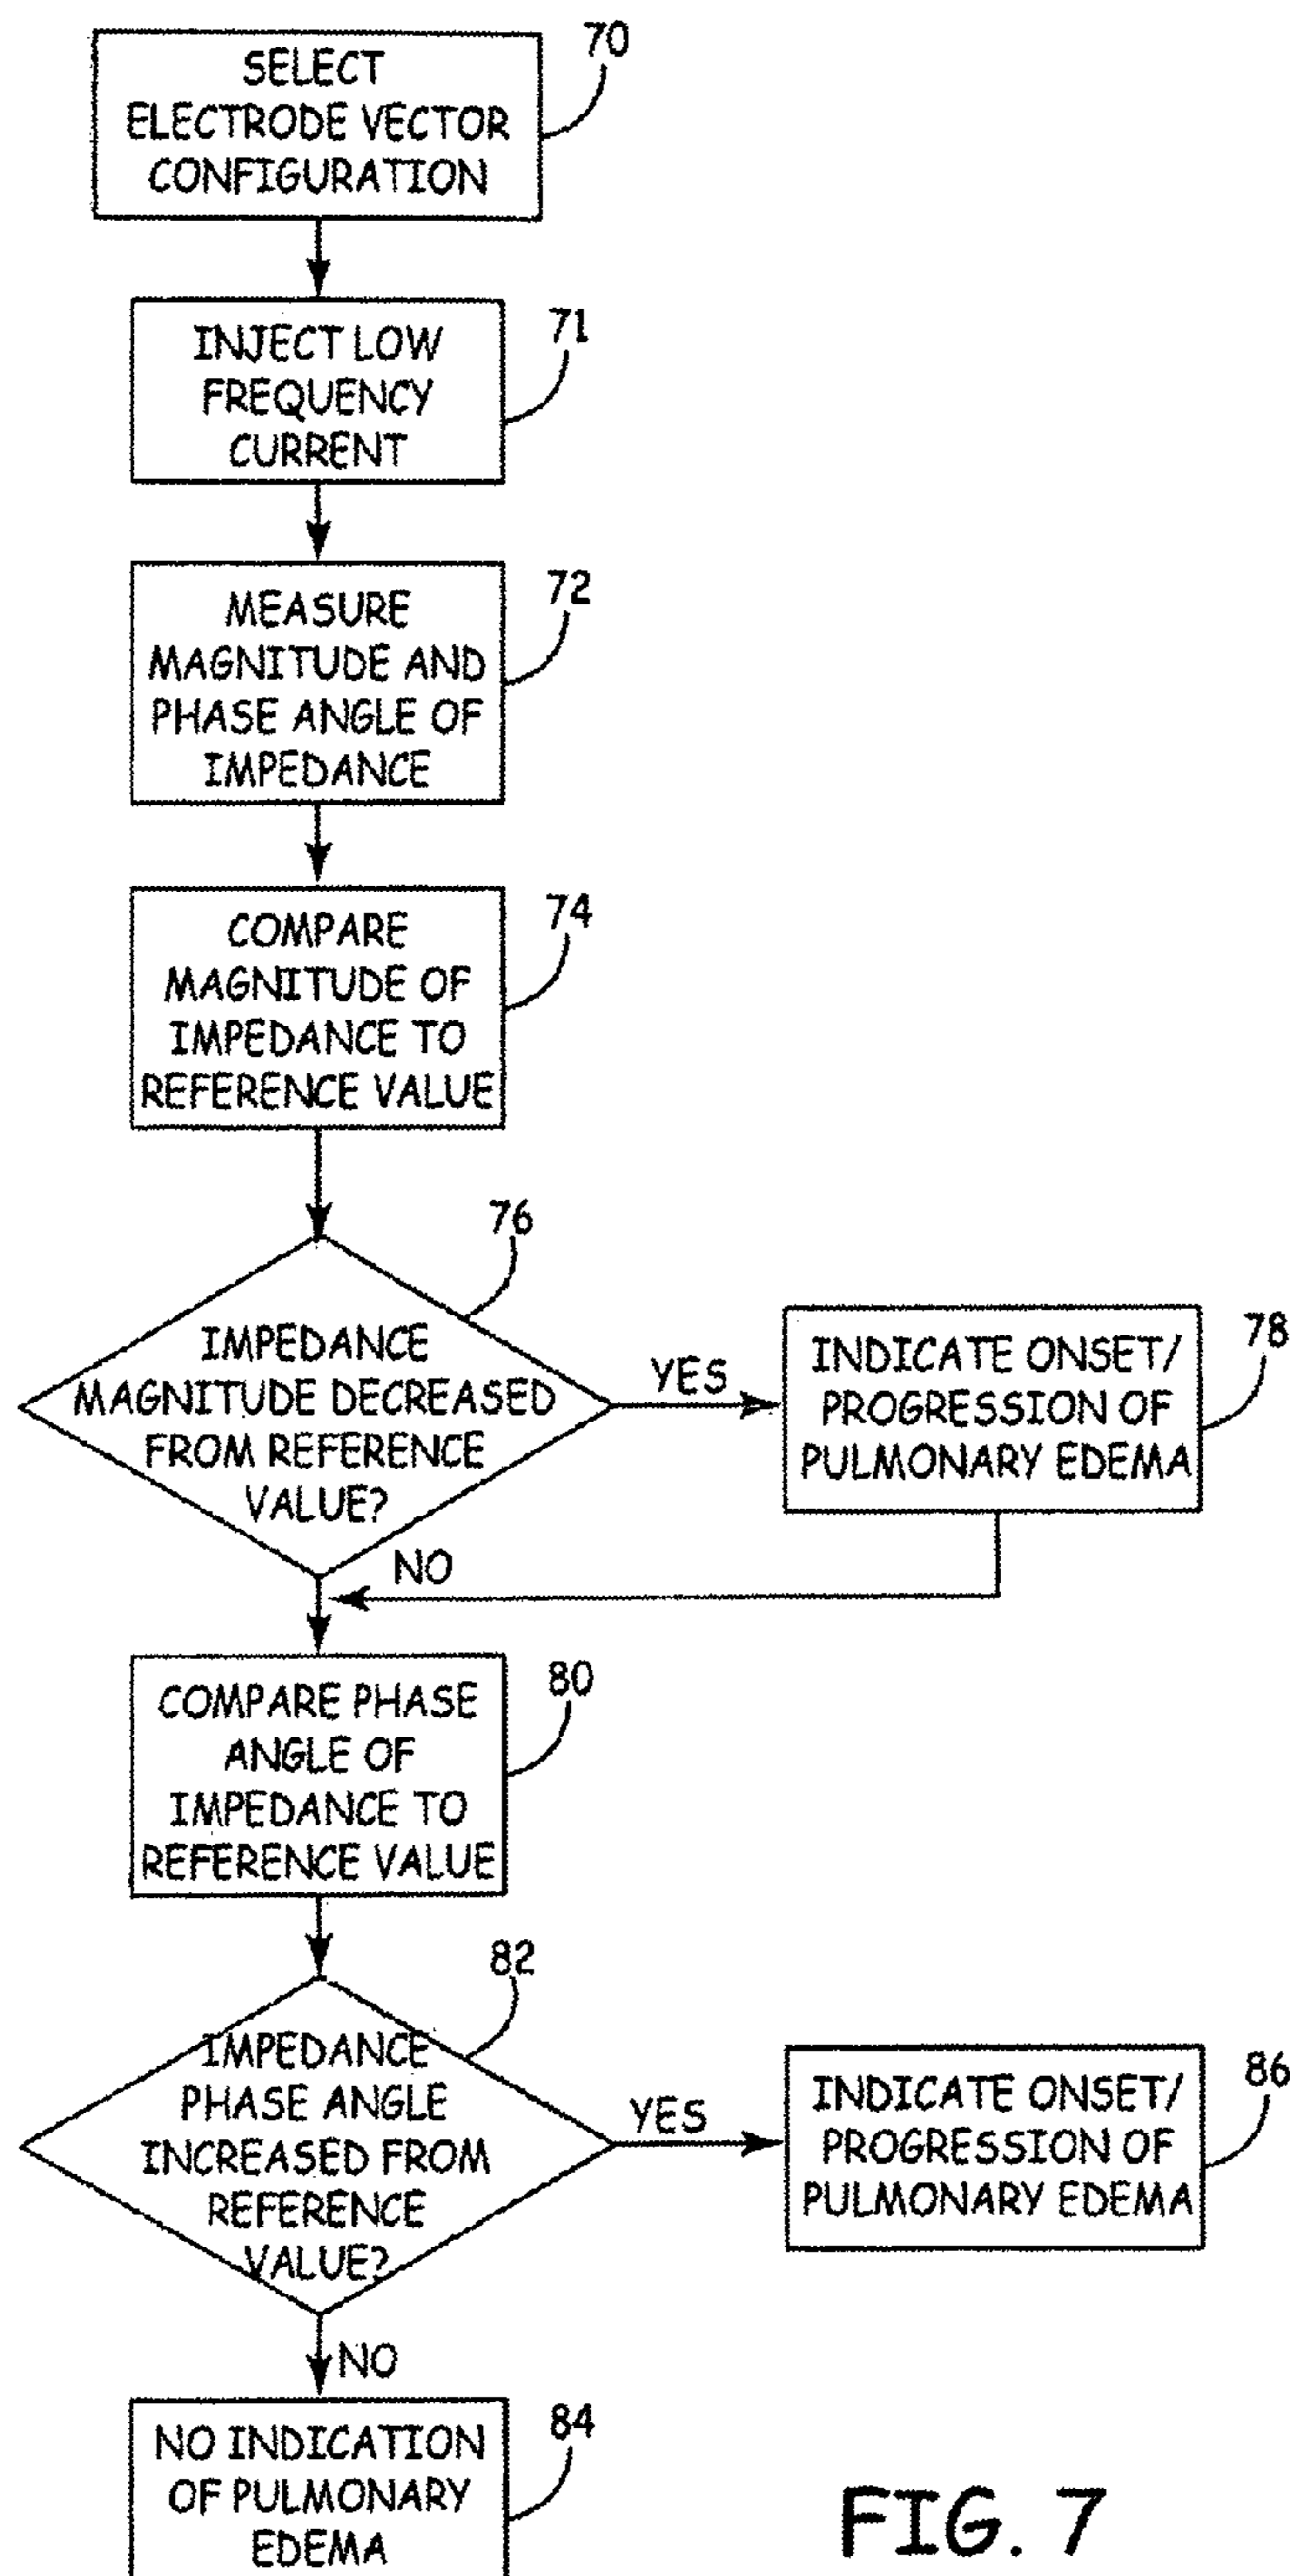 70
SELECT
ELECTRODE VECTOR
CONFIGURATION
71
INJECT LOW
FREQUENCY
CURRENT
72
MEASURE
MAGNITUDE AND
PHASE ANGLE OF
IMPEDANCE
74
COMPARE
MAGNITUDE OF
IMPEDANCE TO
REFERENCE VALUE
76
IMPEDANCE
MAGNITUDE DECREASED
FROM REFERENCE
VALUE?
YES
78
INDICATE ONSET/
PROGRESSION OF
PULMONARY EDEMA
NO
80
COMPARE PHASE
ANGLE OF
IMPEDANCE TO
REFERENCE VALUE
82
IMPEDANCE
PHASE ANGLE
INCREASED FROM
REFERENCE
VALUE?
YES
86
INDICATE ONSET/
PROGRESSION OF
PULMONARY EDEMA
NO
84
NO INDICATION
OF PULMONARY
EDEMA
FIG. 7